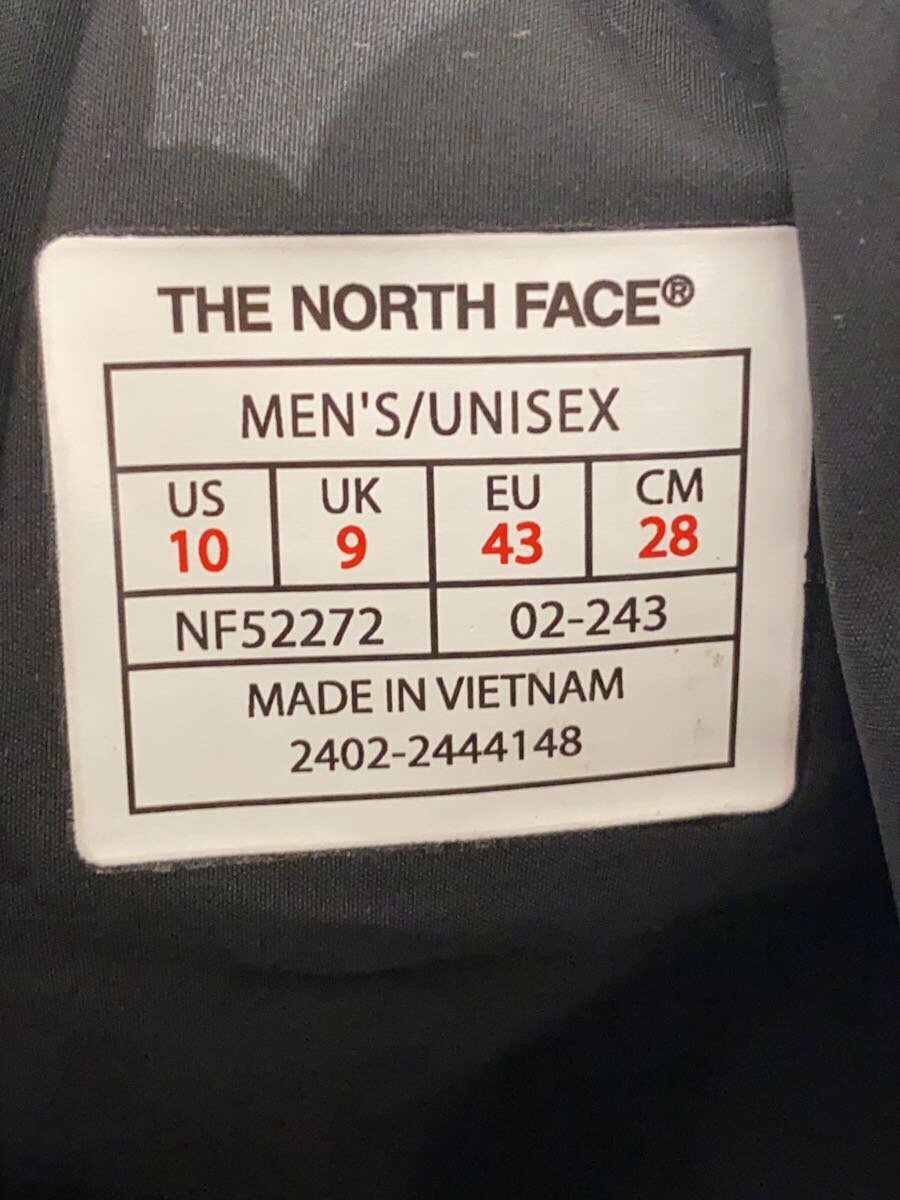 THE NORTH FACE®
MEN'S/UNISEX
US UK EU CM
10 9 43 28
NF52272 02-243
MADE IN VIETNAM
2402-2444148